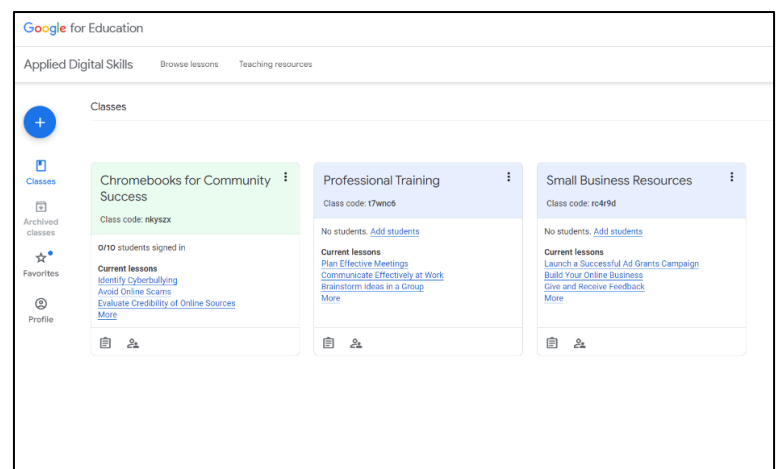 Google for Education
Applied Digital Skills Browse lessons Teaching resources
Classes
+
Classes
Archived
classes
Favorites
Profile
Chromebooks for Community
Success
Class code: nkyszx
0/10 students signed in
Current lessons
Identify Cyberbullying
Avoid Online Scams
Evaluate Credibility of Online Sources
More
Professional Training
Class code: t7wnc6
No students. Add students
Current lessons
Plan Effective Meetings
Communicate Effectively at Work
Brainstorm Ideas in a Group
More
Small Business Resources
Class code: rc4r9d
No students. Add students
Current lessons
Launch a Successful Ad Grants Campaign
Build Your Online Business
Give and Receive Feedback
More